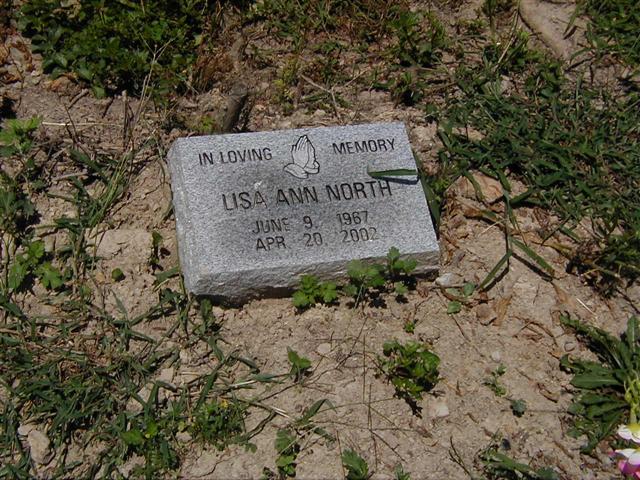 IN LOVING MEMORY
LISA ANN NORTH
JUNE 9, 1967
APR 20 2002